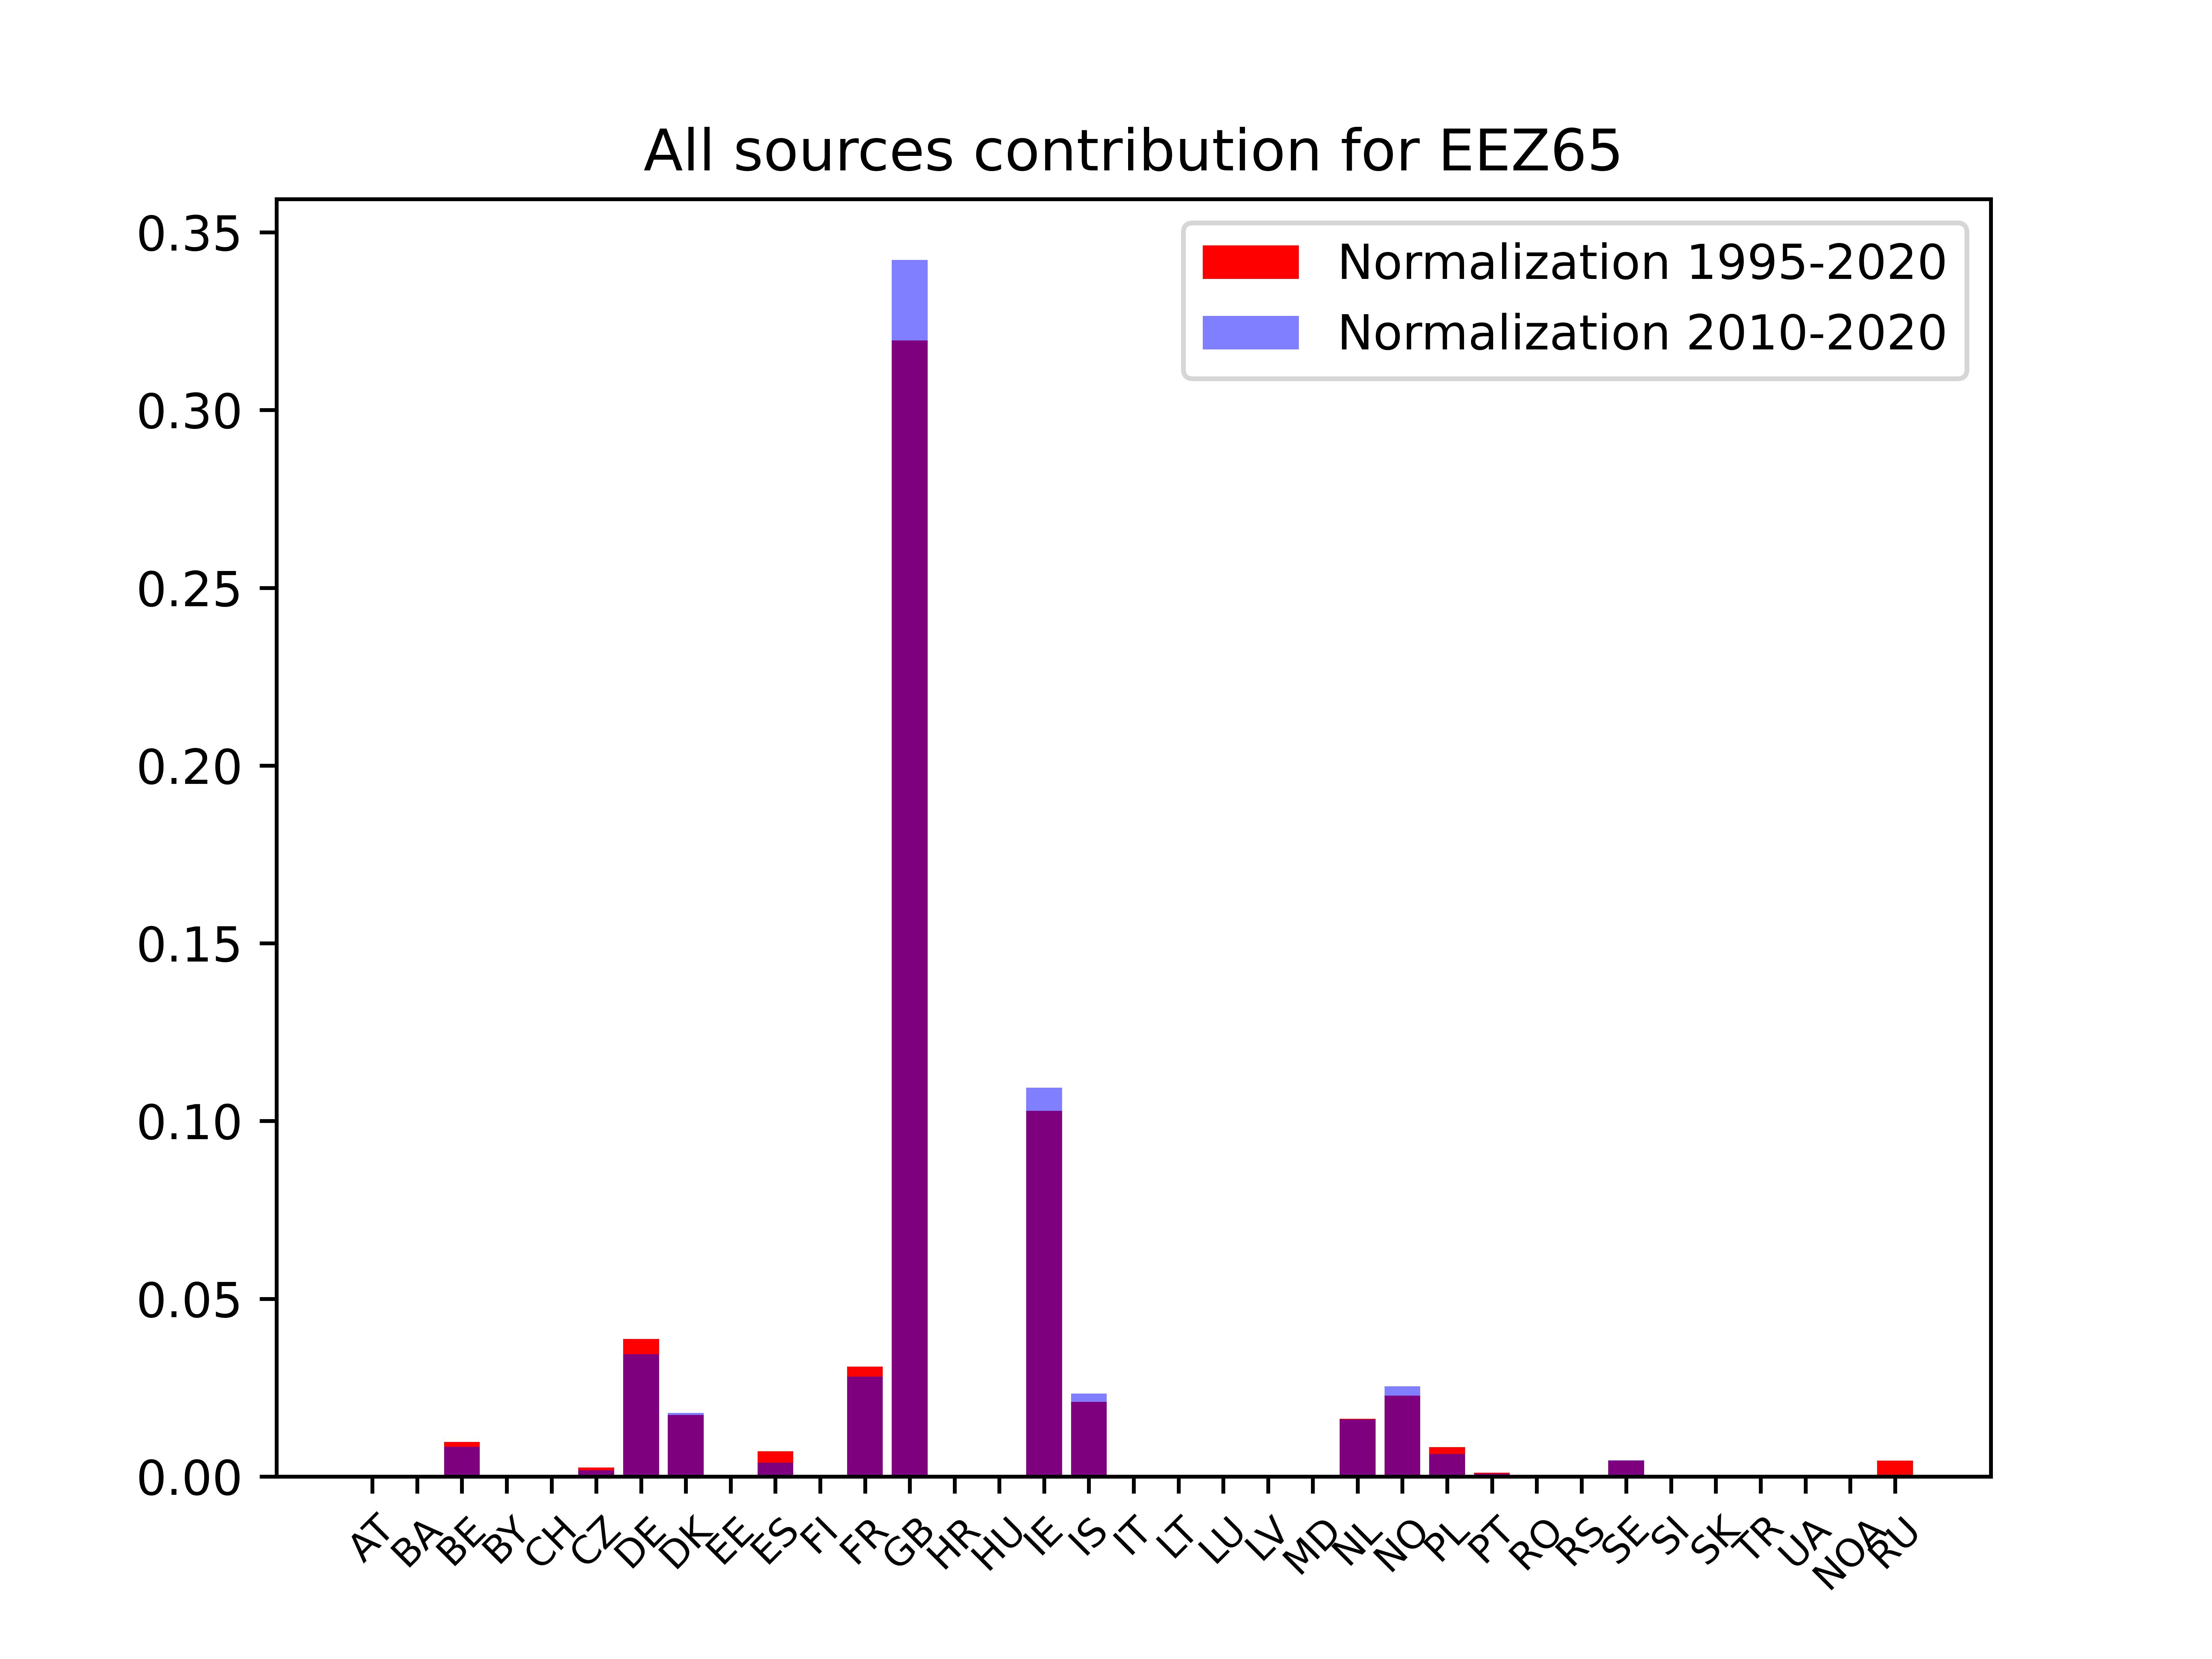 All sources contribution for EEZ65
Normalization 1995-2020
Normalization 2010-2020
0.35
0.30
0.25
0.20
0.15
0.10
0.05
0.00
AT BA BE BY CH CZ DE DK EE ES FI FR GB HR HU IE IS IT LT LU LV MD NL NO PL PT RO RS SE SI SK TR UA NOA RU